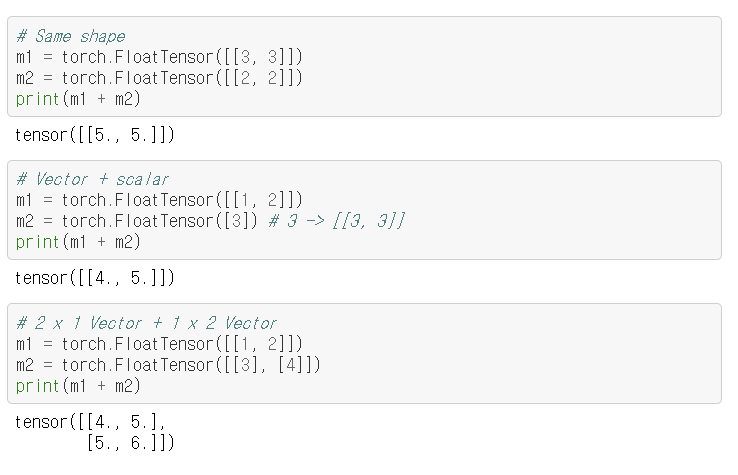 # Same shape
m1 = torch.FloatTensor([[3, 3]])
m2 = torch.FloatTensor([[2, 2]])
print(m1 + m2)
tensor([[5., 5.]])
# Vector + scalar
m1 = torch.FloatTensor([[1, 2]])
m2 = torch.FloatTensor([3]) # 3 -> [[3, 3]]
print(m1 + m2)
tensor([[4., 5.]])
# 2 x 1 Vector + 1 x 2 Vector
m1 = torch.FloatTensor([[1, 2]])
m2 = torch.FloatTensor([[3], [4]])
print(m1 + m2)
tensor([[4., 5.],
[5., 6.]])